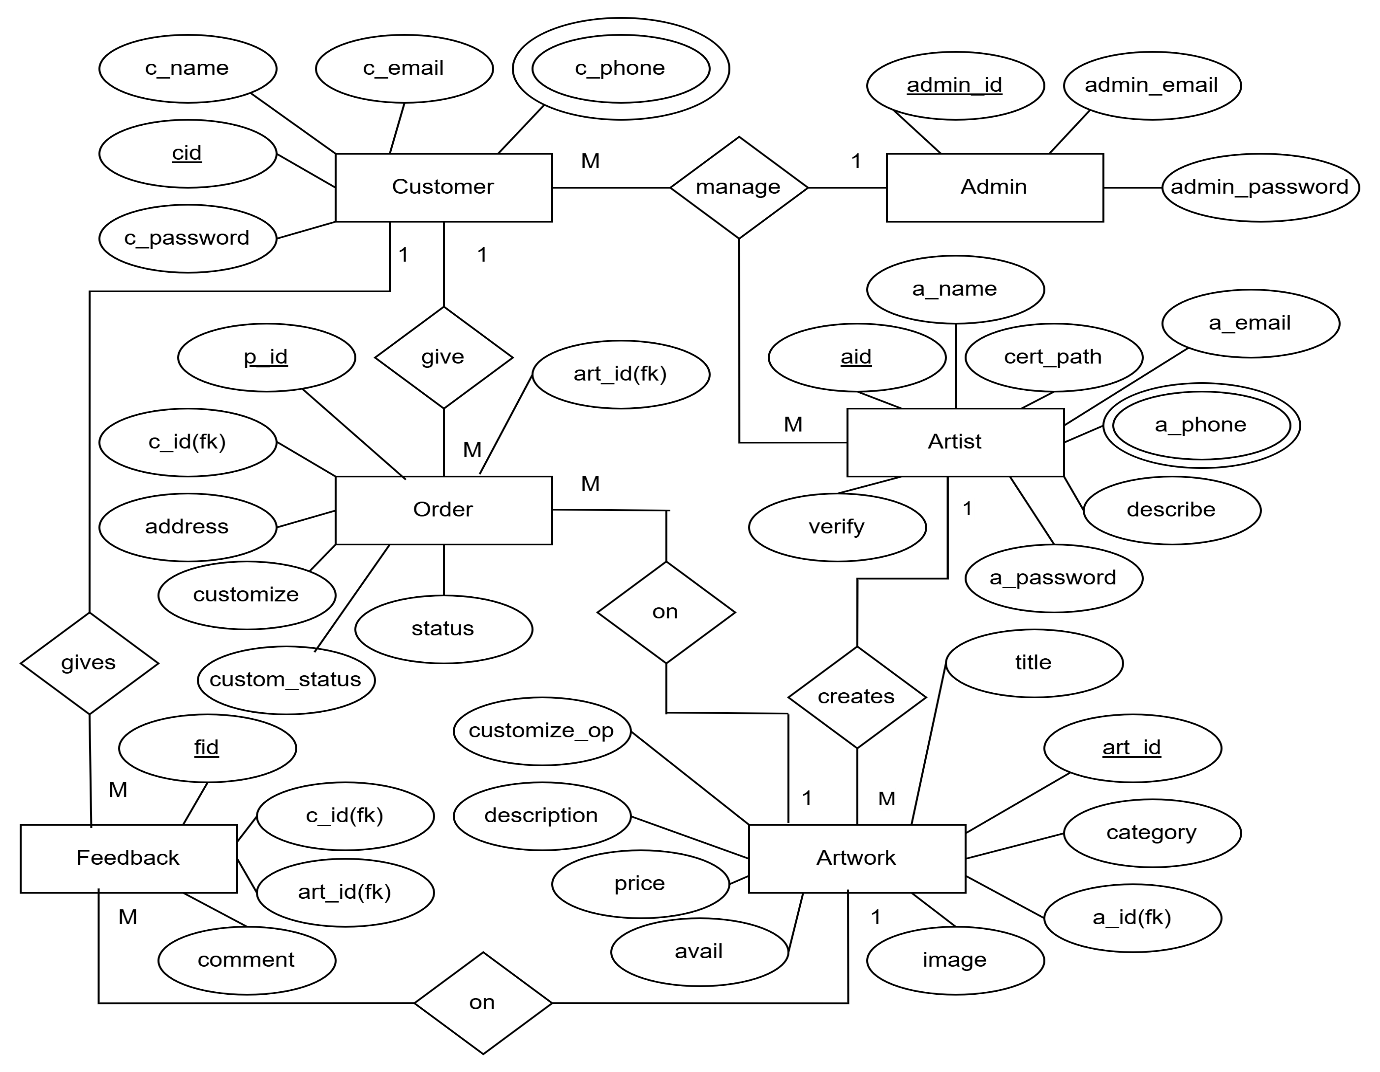 c_name
c_email
c_phone
admin_id
admin_email
cid
M
1
Customer
manage
Admin
admin_password
c_password
1
1
a_name
a_email
p_id
give
art_id(fk)
aid
cert_path
c_id(fk)
M
M
Artist
a_phone
M
Order
1
describe
address
verify
customize
a_password
status
on
gives
custom_status
creates
title
customize_op
fid
art_id
M
1
M
c_id(fk)
description
category
Feedback
Artwork
art_id(fk)
price
M
1
a_id(fk)
comment
avail
image
on